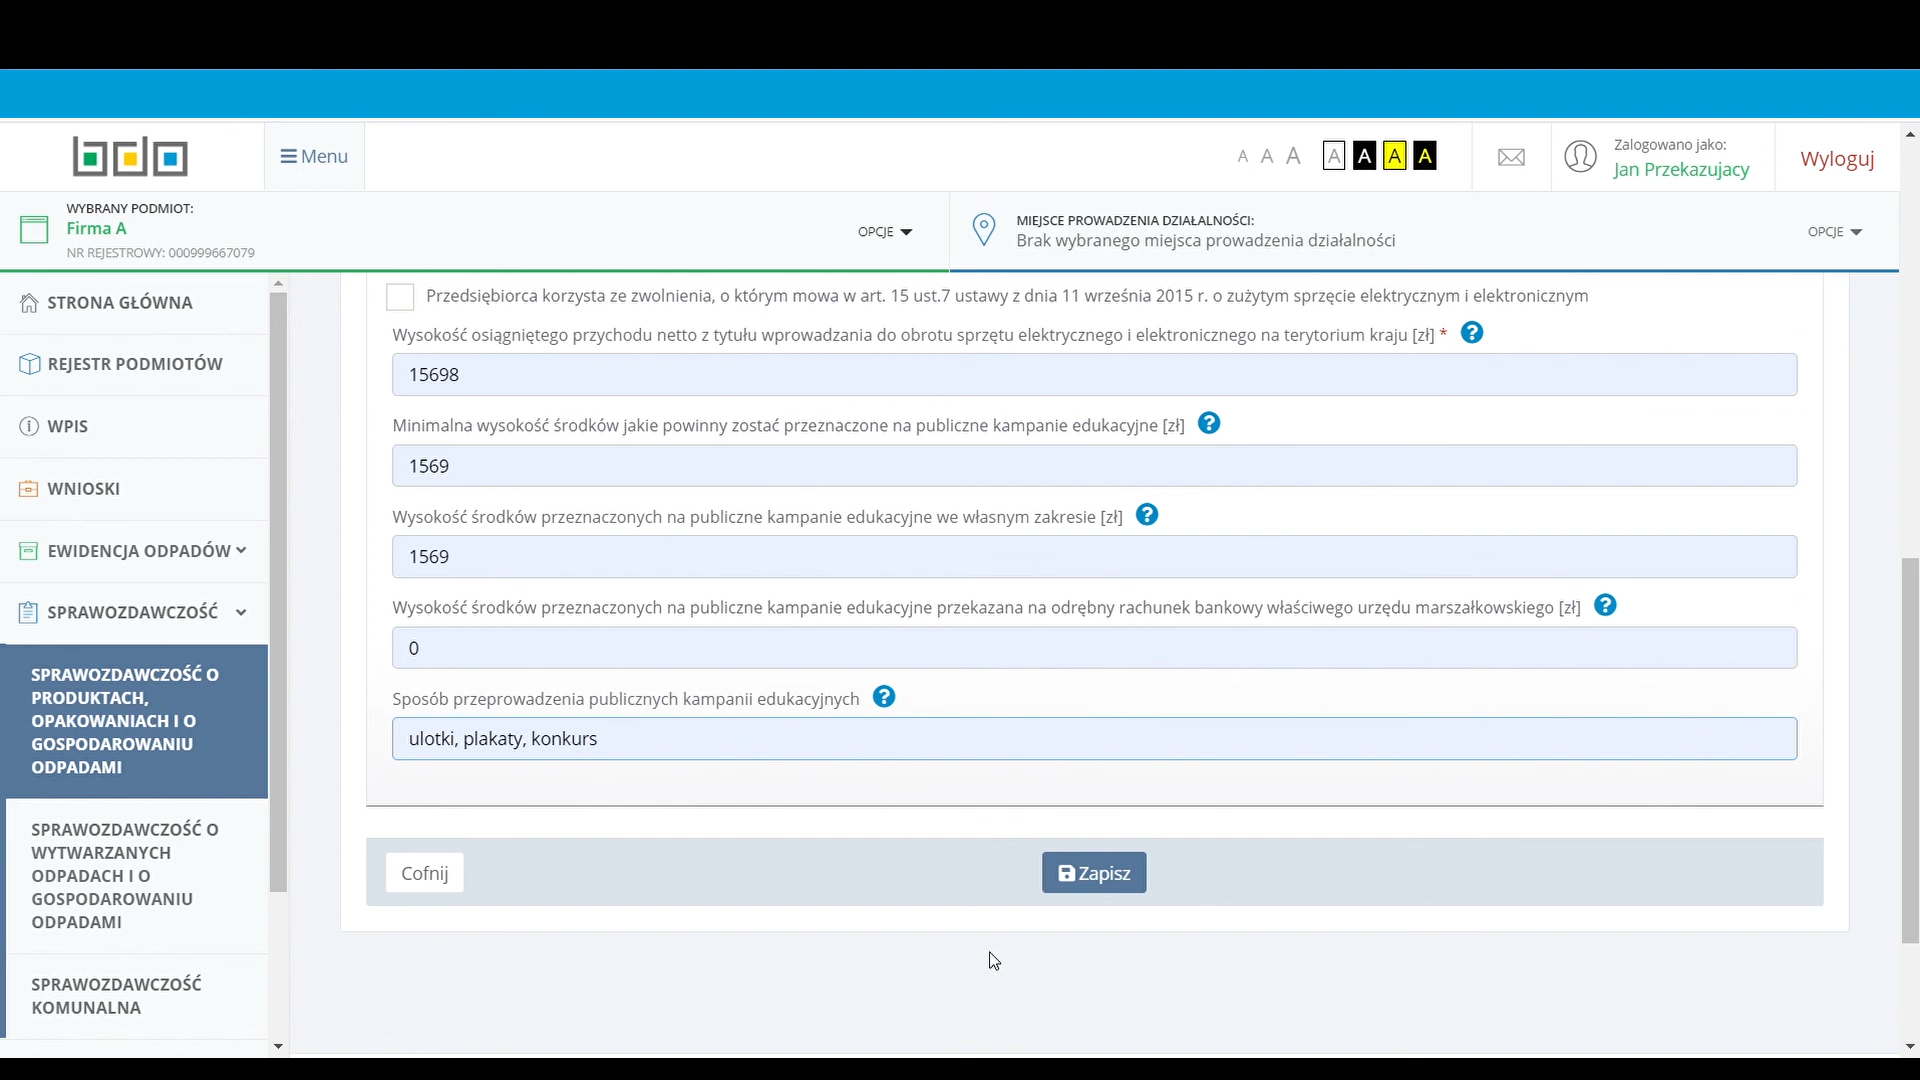 bdo
Menu
A A A A A A A
Zalogowano jako:
Jan Przekazujacy
Wyloguj
WYBRANY PODMIOT:
Firma A
NR REJESTROWY: 000999667079
OPCJE
MIEJSCE PROWADZENIA DZIAŁALNOŚCI:
Brak wybranego miejsca prowadzenia działalności
OPCJE
STRONA GŁÓWNA
REJESTR PODMIOTÓW
WPIS
WNIOSKI
EWIDENCJA ODPADÓW
SPRAWOZDAWCZOŚĆ
SPRAWOZDAWCZOŚĆ O
PRODUKTACH,
OPAKOWANIACH I O
GOSPODAROWANIU
ODPADAMI
SPRAWOZDAWCZOŚĆ O
WYTWARZANYCH
ODPADACH I O
GOSPODAROWANIU
ODPADAMI
SPRAWOZDAWCZOŚĆ
KOMUNALNA
Przedsiębiorca korzysta ze zwolnienia, o którym mowa w art. 15 ust.7 ustawy z dnia 11 września 2015 r. o zużytym sprzęcie elektrycznym i elektronicznym
Wysokość osiągniętego przychodu netto z tytułu wprowadzania do obrotu sprzętu elektrycznego i elektronicznego na terytorium kraju [zł] * ?
15698
Minimalna wysokość środków jakie powinny zostać przeznaczone na publiczne kampanie edukacyjne [zł] ?
1569
Wysokość środków przeznaczonych na publiczne kampanie edukacyjne we własnym zakresie [zł] ?
1569
Wysokość środków przeznaczonych na publiczne kampanie edukacyjne przekazana na odrębny rachunek bankowy właściwego urzędu marszałkowskiego [zł] ?
0
Sposób przeprowadzenia publicznych kampanii edukacyjnych ?
ulotki, plakaty, konkurs
Cofnij
Zapisz